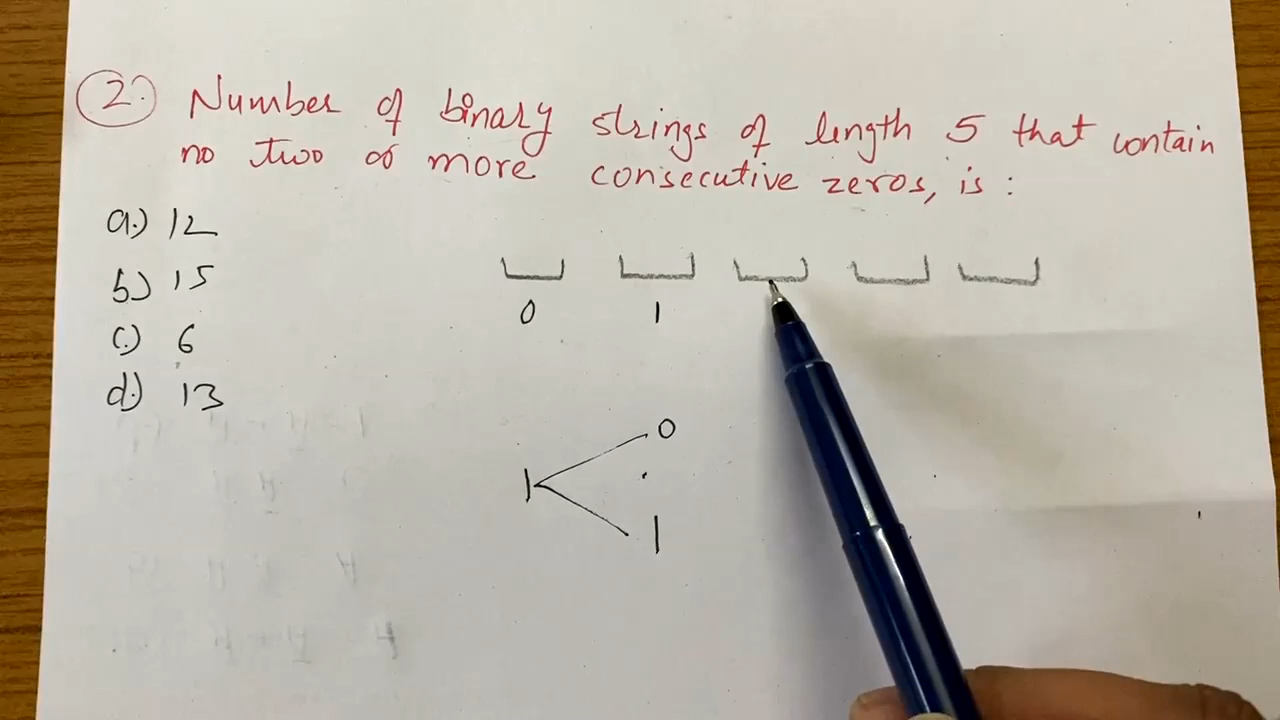 2. Number of binary strings of length 5 that contain
no two or more consecutive zeros, is :
a.) 12
b.) 15
c.) 6
d.) 13
0 1
0
1
1